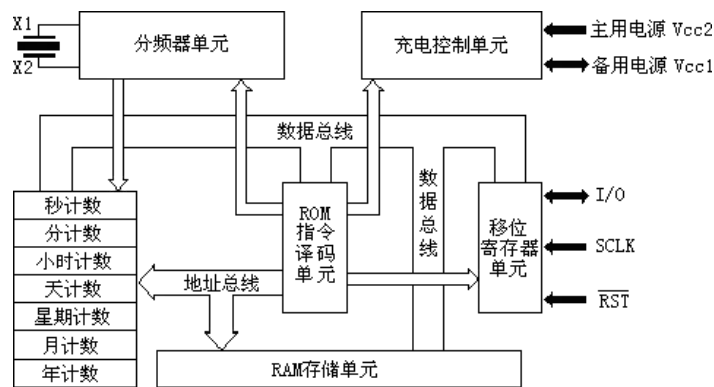 X1
X2
分频器单元
充电控制单元
主用电源 Vcc2
备用电源 Vcc1
数据总线
数据总线
秒计数
分计数
小时计数
天计数
星期计数
月计数
年计数
ROM
指令
译码
单元
地址总线
移位
寄存器
单元
I/O
SCLK
RST
RAM存储单元